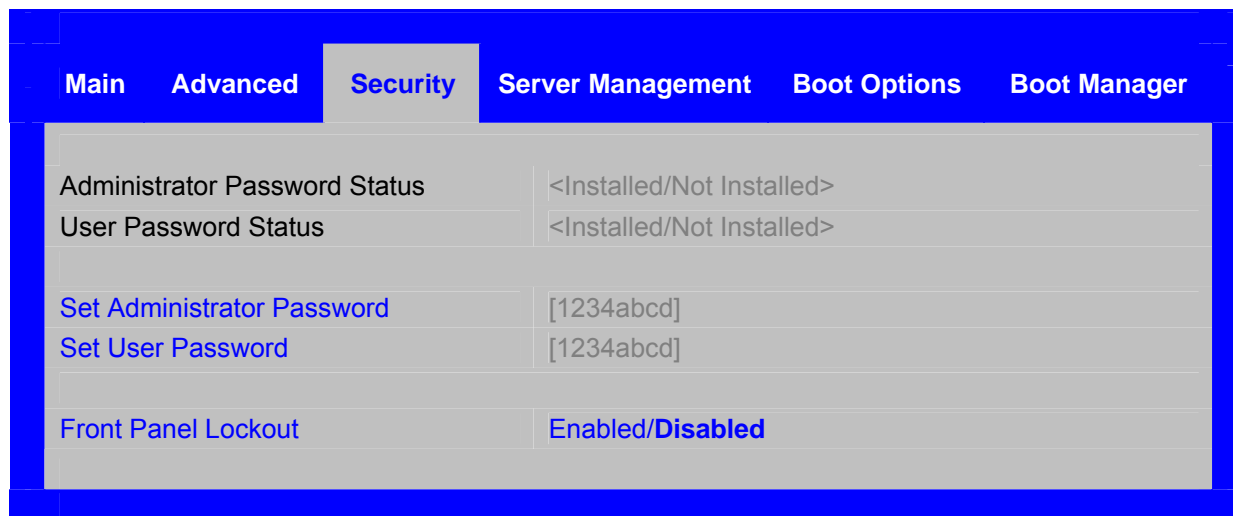 Main Advanced Security Server Management Boot Options Boot Manager
Administrator Password Status <Installed/Not Installed>
User Password Status <Installed/Not Installed>
Set Administrator Password [1234abcd]
Set User Password [1234abcd]
Front Panel Lockout Enabled/Disabled